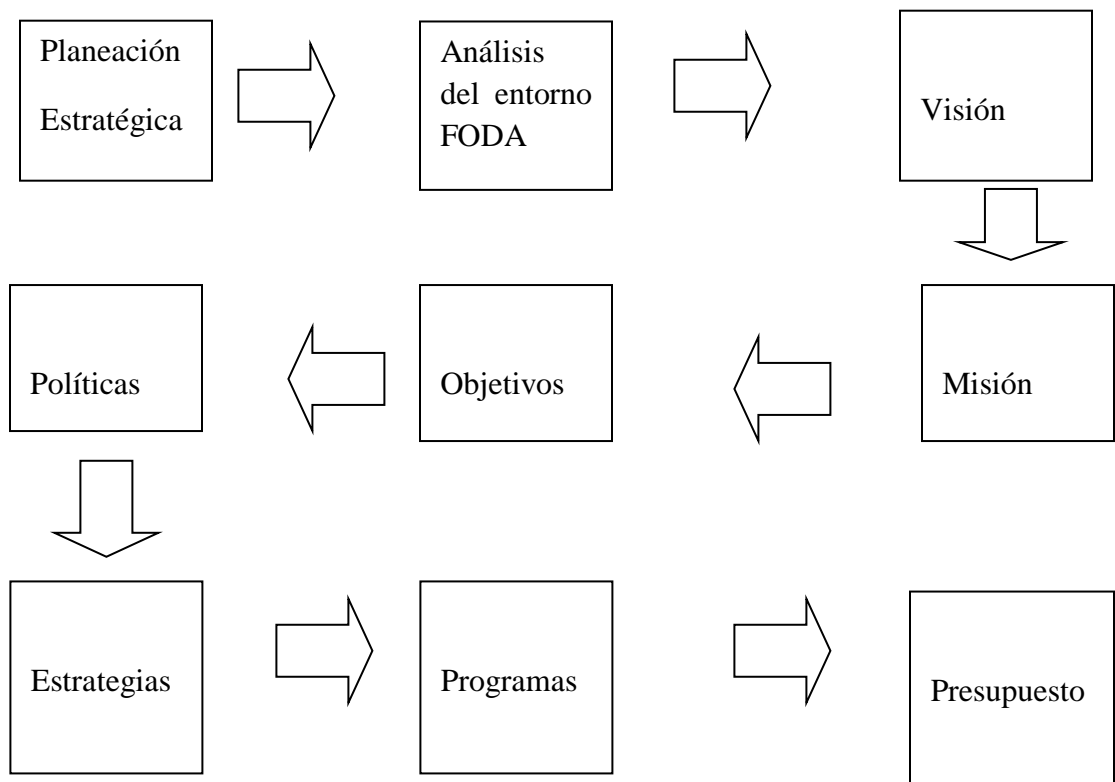 Planeación
Estratégica
Análisis
del entorno
FODA
Visión
Misión
Objetivos
Políticas
Estrategias
Programas
Presupuesto